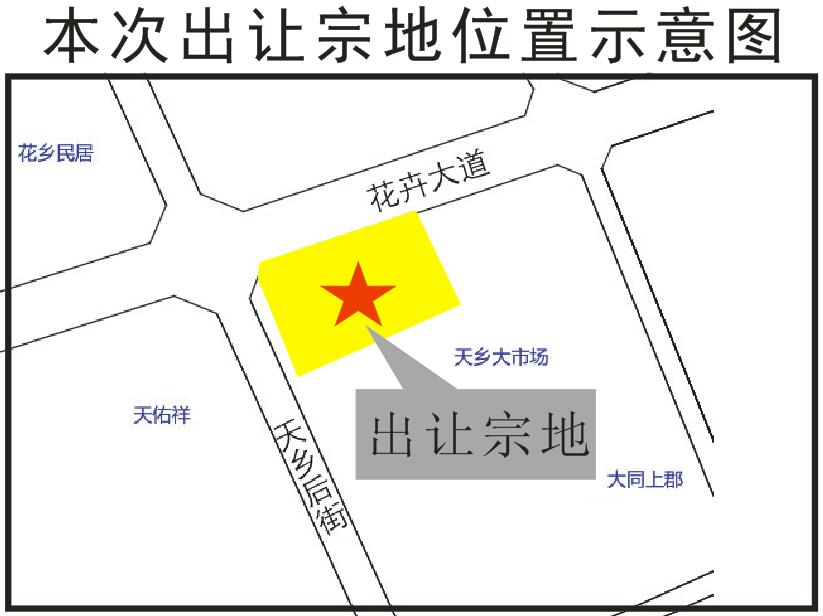 本次出让宗地位置示意图
花乡民居
花卉大道
天乡大市场
天佑祥
出让宗地
天乡后街
大同上郡